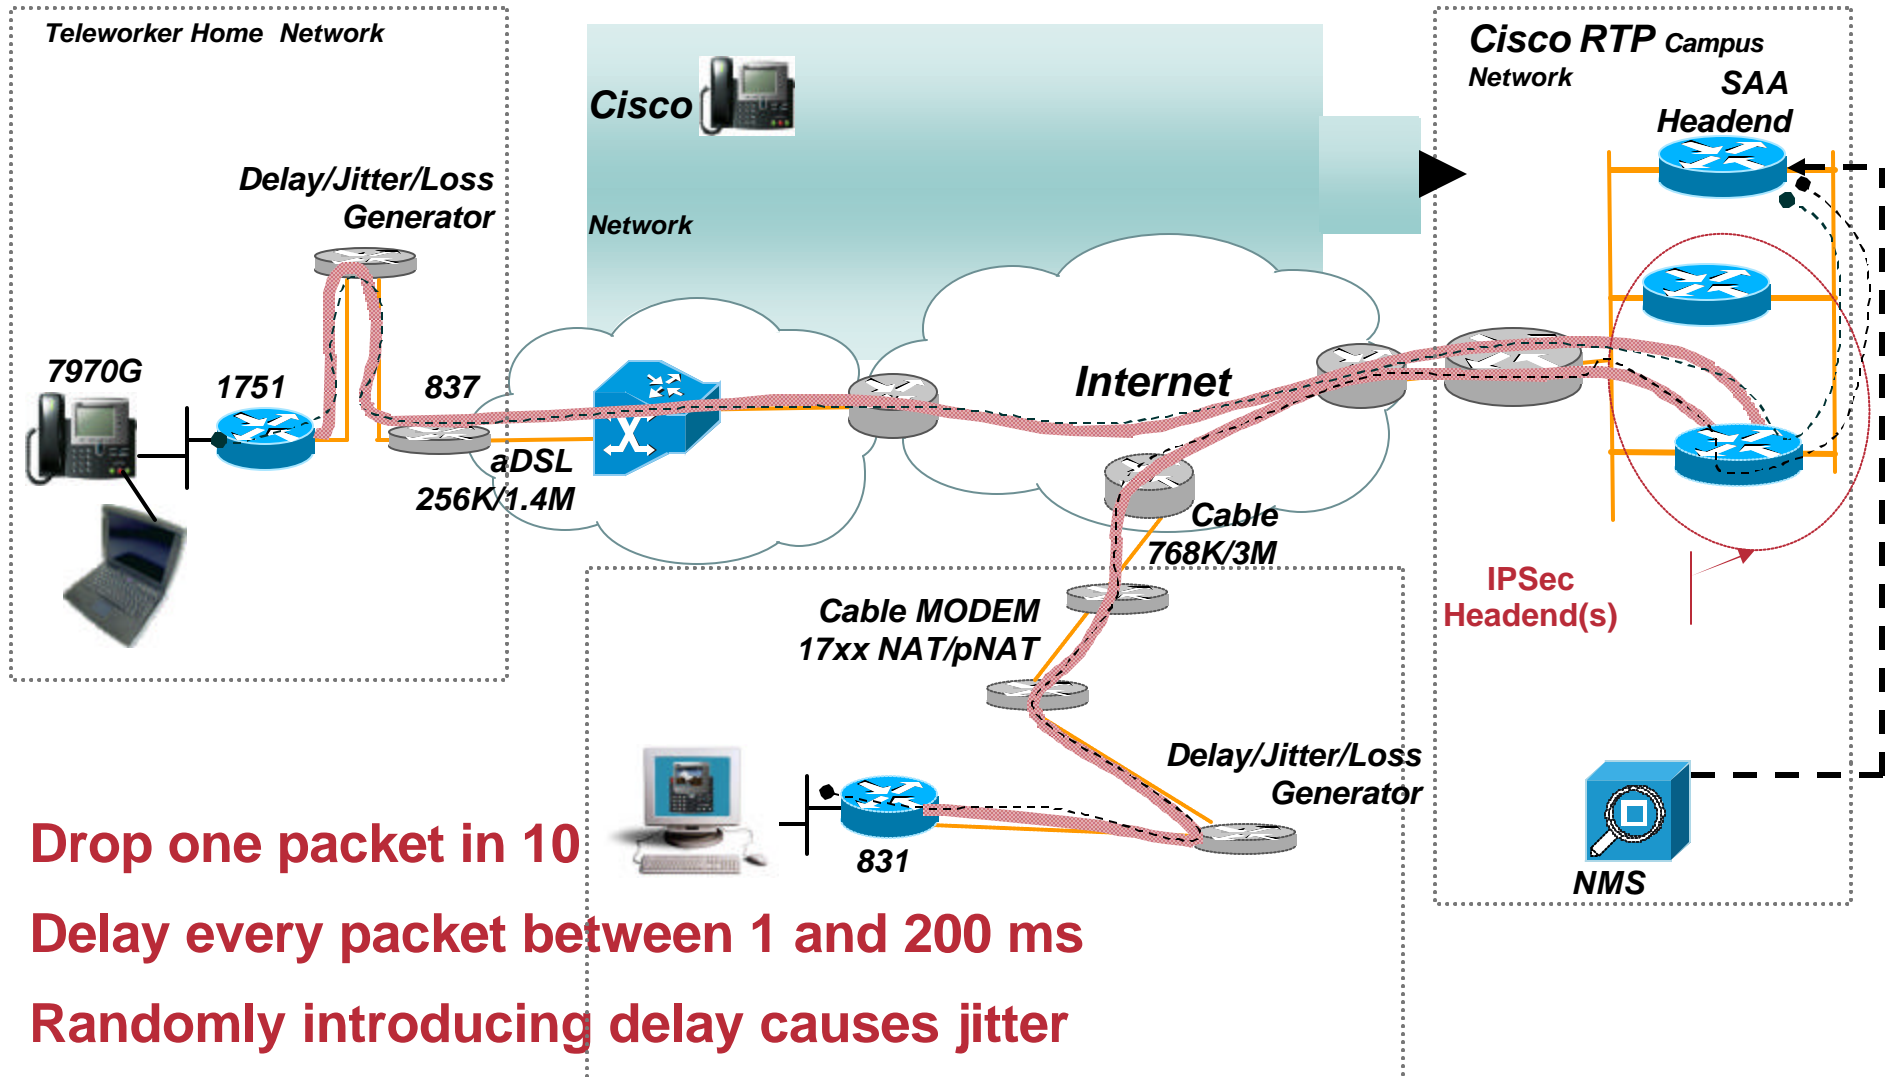 Teleworker Home Network
Cisco
Network
Cisco RTP Campus
Network
SAA
Headend
Delay/Jitter/Loss
Generator
7970G
1751
837
aDSL
256K/1.4M
Internet
Cable
768K/3M
IPSec
Headend(s)
Cable MODEM
17xx NAT/pNAT
Delay/Jitter/Loss
Generator
831
NMS
Drop one packet in 10
Delay every packet between 1 and 200 ms
Randomly introducing delay causes jitter